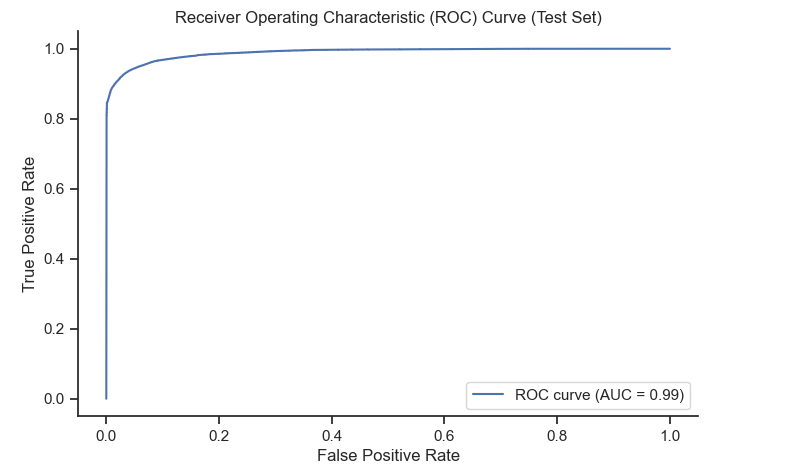 Receiver Operating Characteristic (ROC) Curve (Test Set)
1.0
0.8
0.6
0.4
0.2
0.0
True Positive Rate
ROC curve (AUC = 0.99)
0.0 0.2 0.4 0.6 0.8 1.0
False Positive Rate